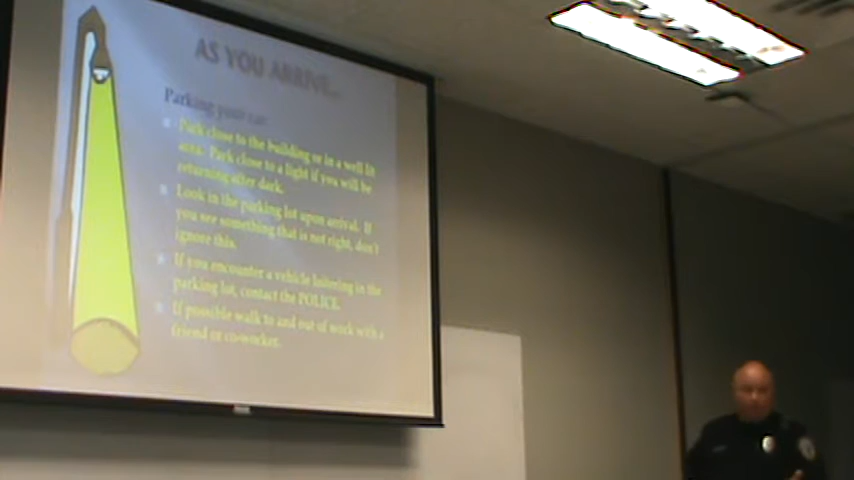 AS YOU ARRIVE...
Parking your car:
Park close to the building or in a well lit
area. Park close to a light if you will be
returning after dark.
Look in the parking lot upon arrival. If
you see something that is not right, don't
ignore this.
If you encounter a vehicle loitering in the
parking lot, contact the POLICE.
If possible walk to and out of work with a
friend or co-worker.